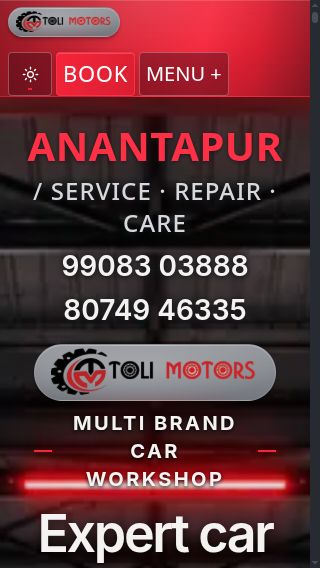 TOLI MOTORS
BOOK
MENU +
ANANTAPUR
/ SERVICE · REPAIR ·
CARE
99083 03888
80749 46335
TOLI MOTORS
MULTI BRAND
CAR
WORKSHOP
Expert car